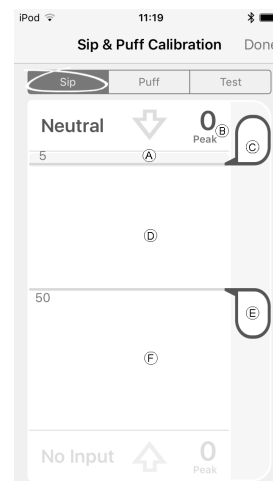 iPod 11:19
Sip & Puff Calibration Done
Sip Puff Test
Neutral 0 B
Peak
C
5 A
D
50
E
F
No Input 0
Peak